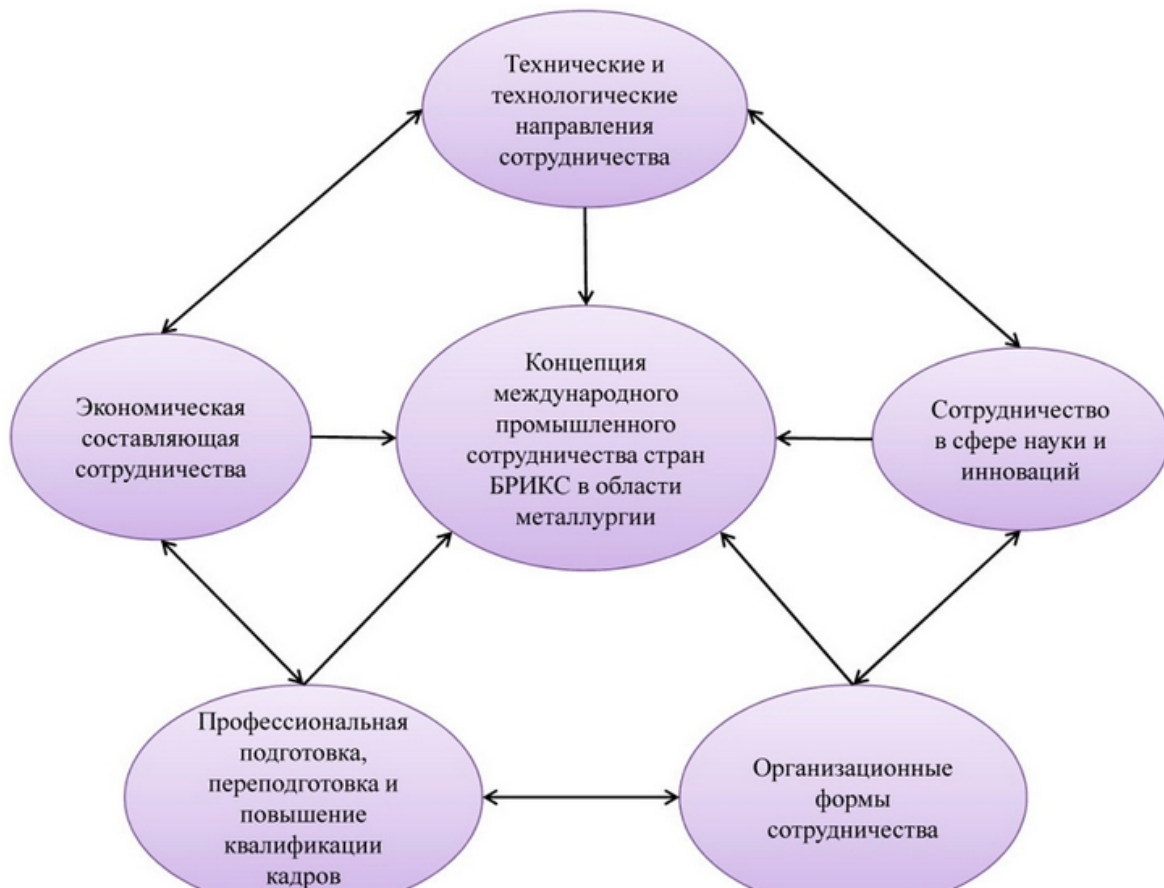 Технические и
технологические
направления
сотрудничества
Экономическая
составляющая
сотрудничества
Концепция
международного
промышленного
сотрудничества стран
БРИКС в области
металлургии
Сотрудничество
в сфере науки и
инноваций
Профессиональная
подготовка,
переподготовка и
повышение
квалификации
кадров
Организационные
формы
сотрудничества